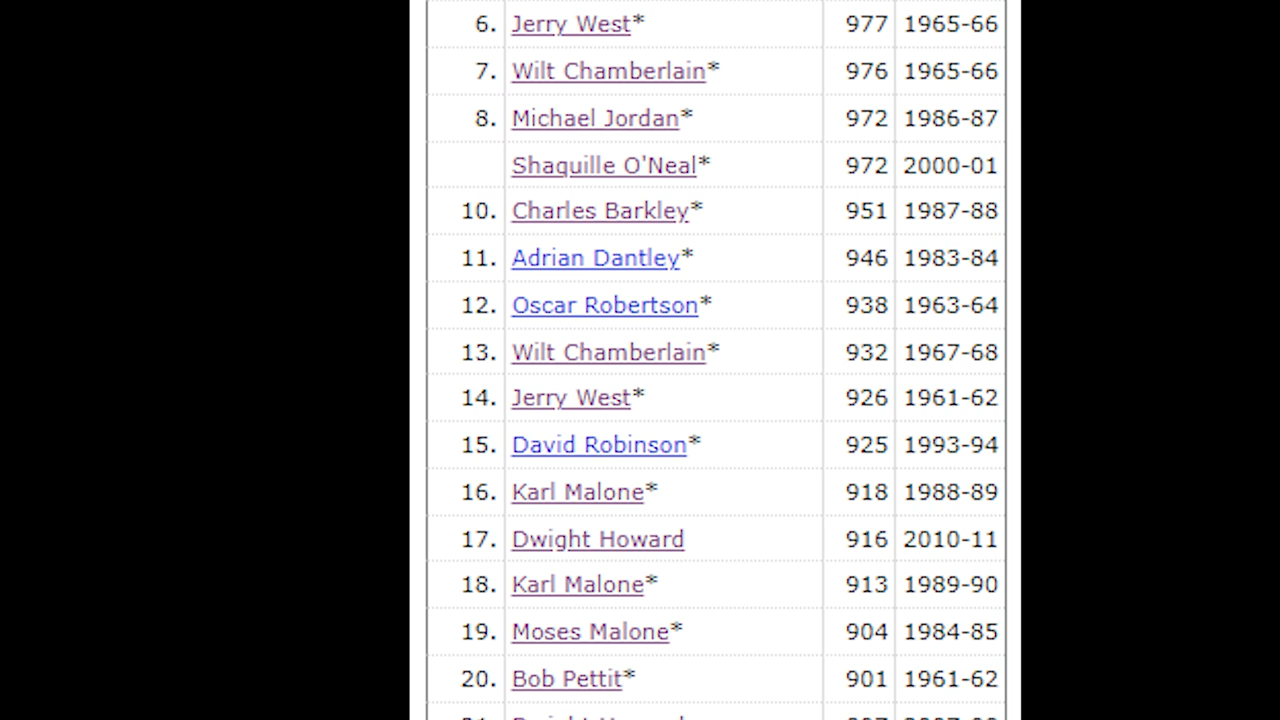 6. Jerry West* 977 1965-66
7. Wilt Chamberlain* 976 1965-66
8. Michael Jordan* 972 1986-87
Shaquille O'Neal* 972 2000-01
10. Charles Barkley* 951 1987-88
11. Adrian Dantley* 946 1983-84
12. Oscar Robertson* 938 1963-64
13. Wilt Chamberlain* 932 1967-68
14. Jerry West* 926 1961-62
15. David Robinson* 925 1993-94
16. Karl Malone* 918 1988-89
17. Dwight Howard 916 2010-11
18. Karl Malone* 913 1989-90
19. Moses Malone* 904 1984-85
20. Bob Pettit* 901 1961-62